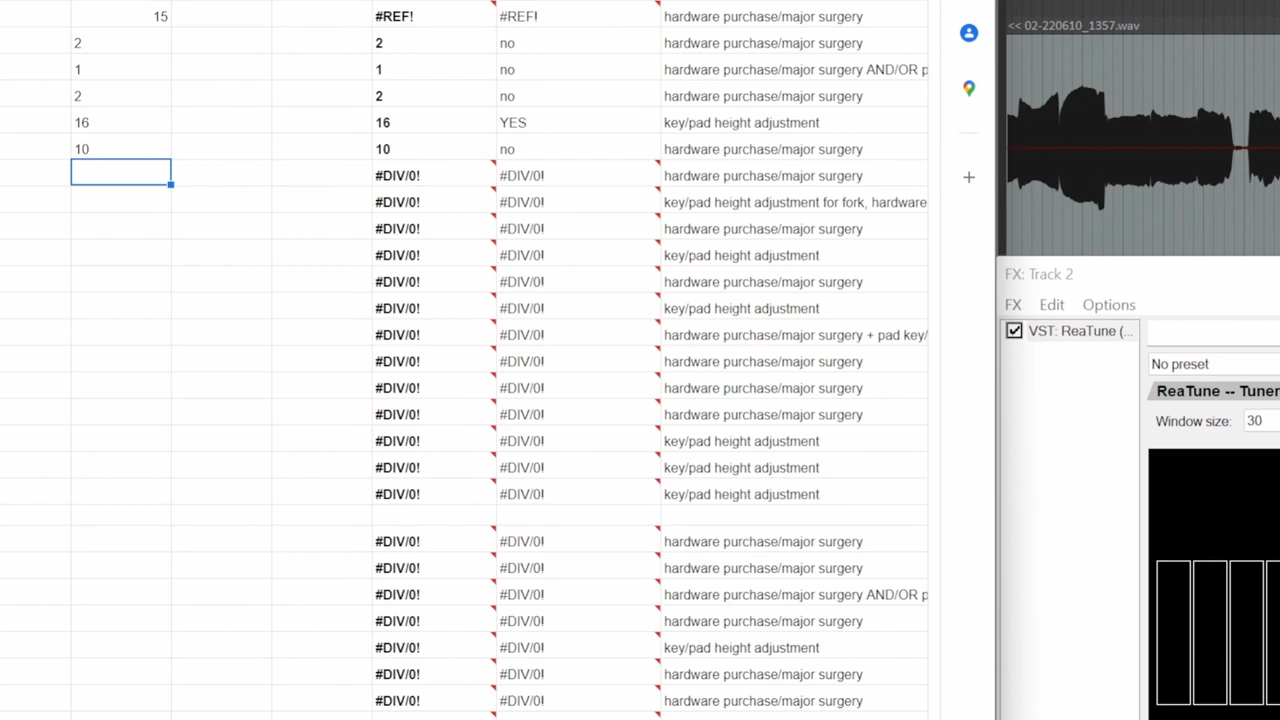 15 #REF! #REF! hardware purchase/major surgery
2 2 no hardware purchase/major surgery
1 1 no hardware purchase/major surgery AND/OR p
2 2 no hardware purchase/major surgery
16 16 YES key/pad height adjustment
10 10 no hardware purchase/major surgery
#DIV/0! #DIV/0! hardware purchase/major surgery
#DIV/0! #DIV/0! key/pad height adjustment for fork, hardware
#DIV/0! #DIV/0! hardware purchase/major surgery
#DIV/0! #DIV/0! key/pad height adjustment
#DIV/0! #DIV/0! hardware purchase/major surgery
#DIV/0! #DIV/0! key/pad height adjustment
#DIV/0! #DIV/0! hardware purchase/major surgery + pad key/
#DIV/0! #DIV/0! hardware purchase/major surgery
#DIV/0! #DIV/0! hardware purchase/major surgery
#DIV/0! #DIV/0! hardware purchase/major surgery
#DIV/0! #DIV/0! key/pad height adjustment
#DIV/0! #DIV/0! key/pad height adjustment
#DIV/0! #DIV/0! key/pad height adjustment
#DIV/0! #DIV/0! hardware purchase/major surgery
#DIV/0! #DIV/0! hardware purchase/major surgery
#DIV/0! #DIV/0! hardware purchase/major surgery AND/OR p
#DIV/0! #DIV/0! hardware purchase/major surgery
#DIV/0! #DIV/0! key/pad height adjustment
#DIV/0! #DIV/0! hardware purchase/major surgery
#DIV/0! #DIV/0! hardware purchase/major surgery
<< 02-220610_1357.wav
FX: Track 2
FX Edit Options
VST: ReaTune (...
No preset
ReaTune -- Tuner
Window size: 30